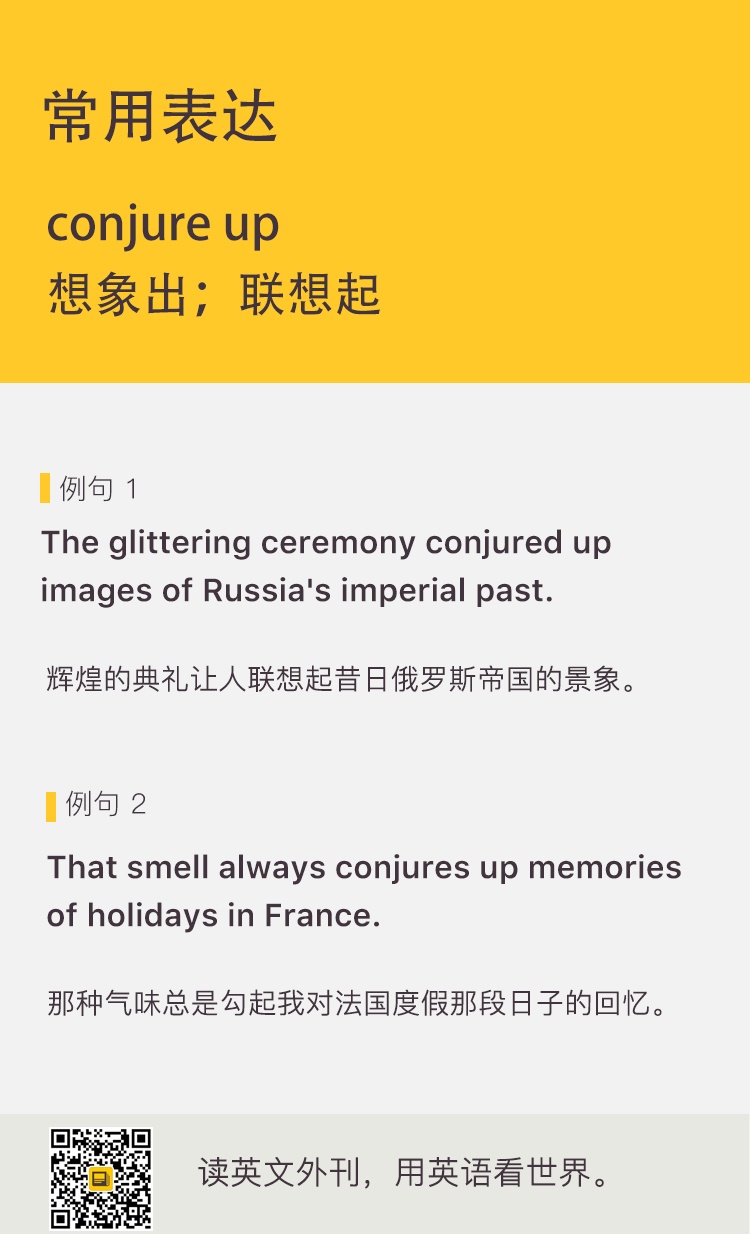 常用表达
conjure up
想象出；联想起
例句 1
The glittering ceremony conjured up
images of Russia's imperial past.
辉煌的典礼让人联想起昔日俄罗斯帝国的景象。
例句 2
That smell always conjures up memories
of holidays in France.
那种气味总是勾起我对法国度假那段日子的回忆。
读英文外刊，用英语看世界。